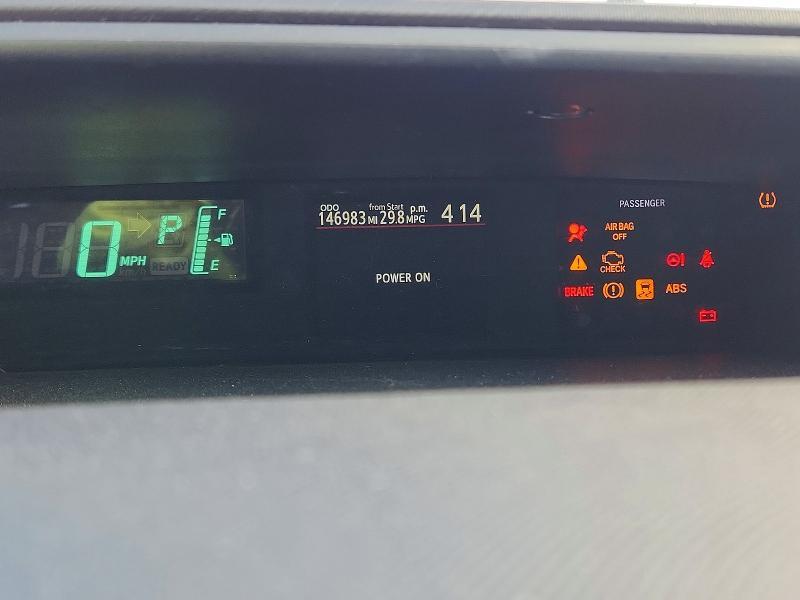 180 MPH
P
READY
F
E
ODO from Start p.m.
146983 MI 29.8 MPG 4 14
POWER ON
PASSENGER
AIR BAG
OFF
CHECK
BRAKE ABS